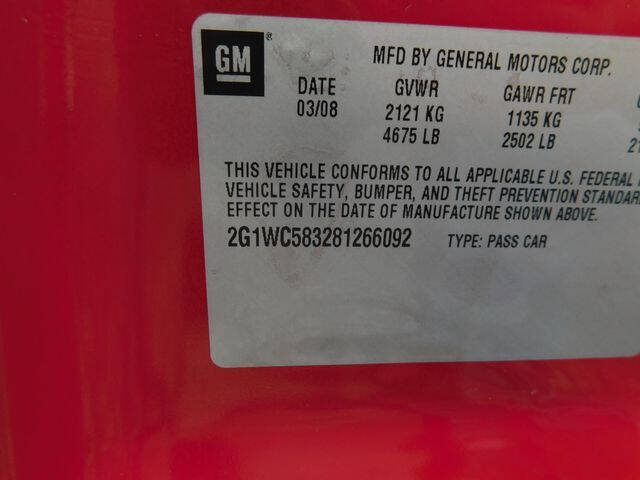 GM® MFD BY GENERAL MOTORS CORP.
DATE GVWR GAWR FRT
03/08 2121 KG 1135 KG
4675 LB 2502 LB
THIS VEHICLE CONFORMS TO ALL APPLICABLE U.S. FEDERAL
VEHICLE SAFETY, BUMPER, AND THEFT PREVENTION STANDAR
EFFECT ON THE DATE OF MANUFACTURE SHOWN ABOVE.
2G1WC583281266092 TYPE: PASS CAR